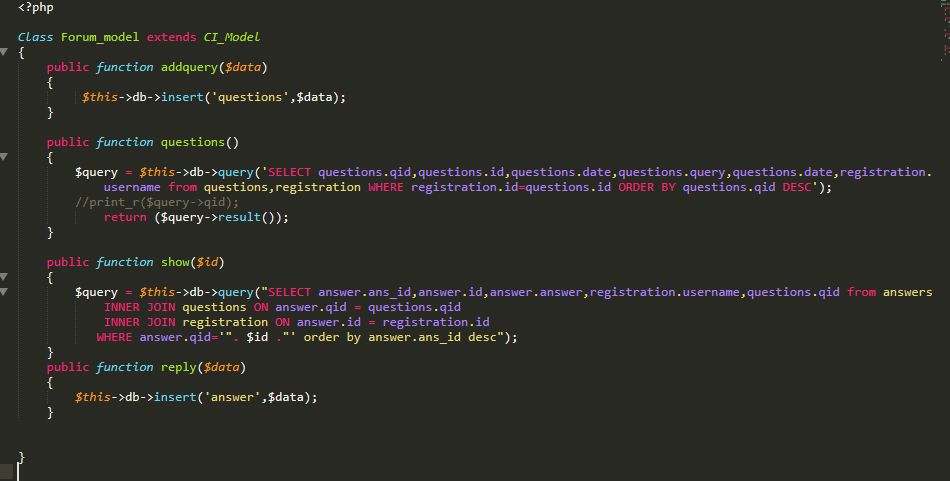 <?php
Class Forum_model extends CI_Model
{
public function addquery($data)
{
$this->db->insert('questions',$data);
}
public function questions()
{
$query = $this->db->query('SELECT questions.qid,questions.id,questions.date,questions.query,questions.date,registration.
username from questions,registration WHERE registration.id=questions.id ORDER BY questions.qid DESC');
//print_r($query->qid);
return ($query->result());
}
public function show($id)
{
$query = $this->db->query("SELECT answer.ans_id,answer.id,answer.answer,registration.username,questions.qid from answers
INNER JOIN questions ON answer.qid = questions.qid
INNER JOIN registration ON answer.id = registration.id
WHERE answer.qid='". $id ."' order by answer.ans_id desc");
}
public function reply($data)
{
$this->db->insert('answer',$data);
}
}